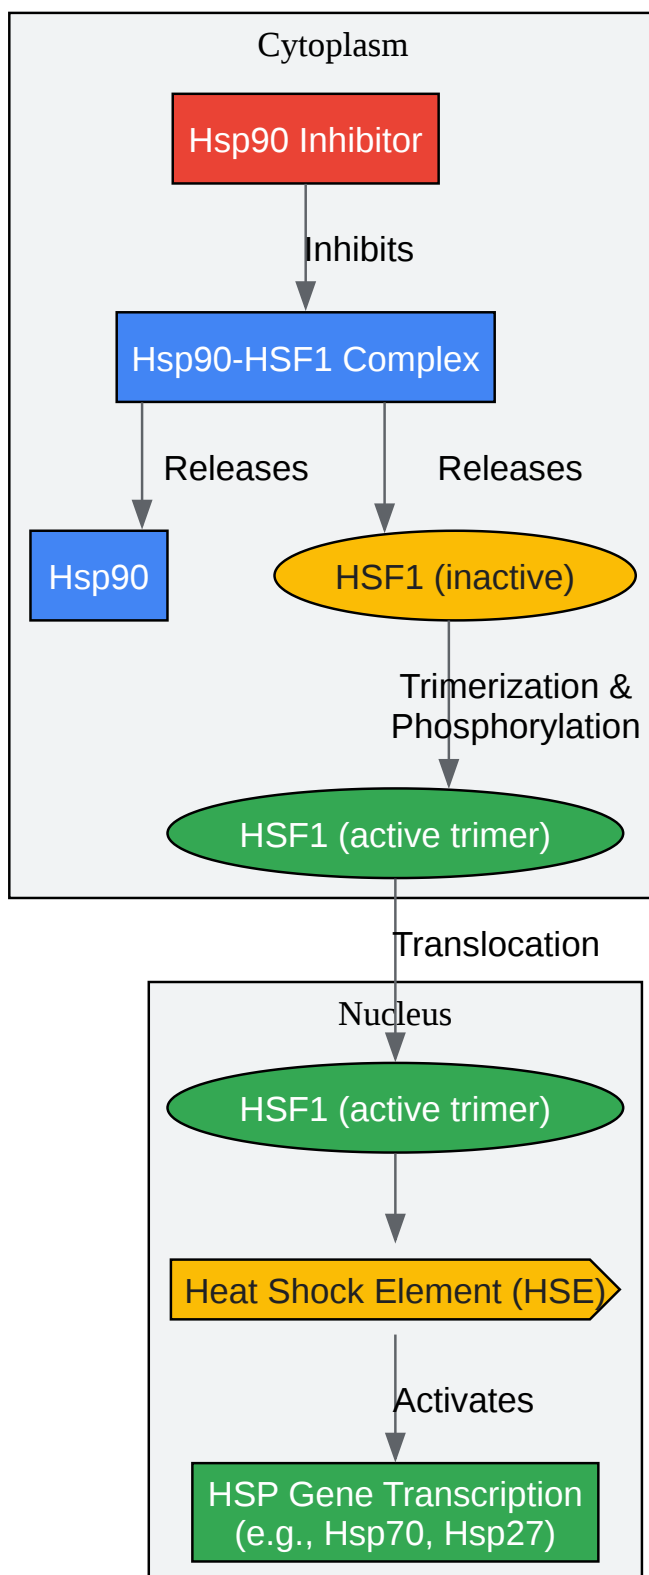 Cytoplasm
Hsp90 Inhibitor
Inhibits
Hsp90-HSF1 Complex
Releases
Releases
Hsp90
HSF1 (inactive)
Trimerization &
Phosphorylation
HSF1 (active trimer)
Translocation
Nucleus
HSF1 (active trimer)
Heat Shock Element (HSE)
Activates
HSP Gene Transcription
(e.g., Hsp70, Hsp27)